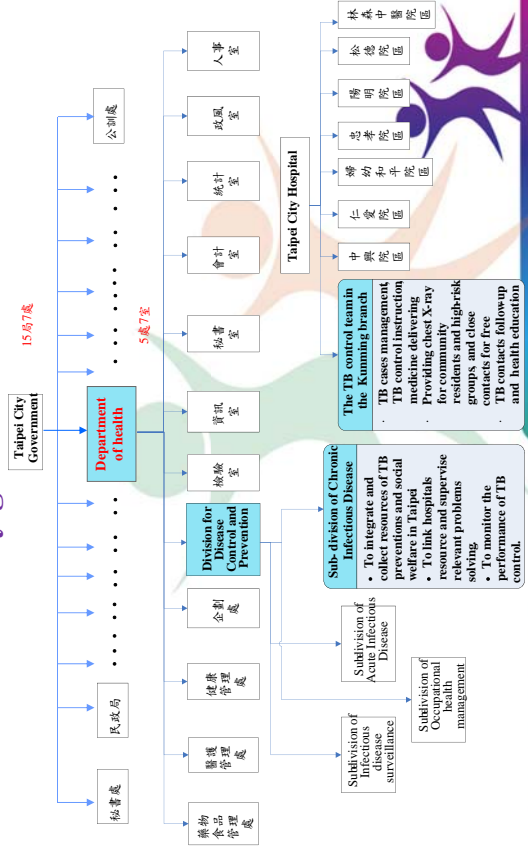 Taipei City
Government
15局7處
秘書處
民政局
Department
of health
公訓處
5處7室
藥物
食品
管理
處
醫護
管理
處
健康
管理
處
企劃
處
Division for
Disease
Control and
Prevention
檢驗
室
資訊
室
秘書
室
會計
室
統計
室
政風
室
人事
室
Subdivision of
Infectious
disease
surveillance
Subdivision of
Occupational
health
management
Subdivision of
Acute Infectious
Disease
Sub- division of Chronic
Infectious Disease
• To integrate and
collect resources of TB
preventions and social
welfare in Taipei
• To link hospitals
resource and supervise
relevant problems
solving.
• To monitor the
performance of TB
control.
Taipei City Hospital
The TB control team in
the Kunming branch
. TB cases management,
TB control instruction,
medicine delivering
. Providing chest X-ray
for community
residents and high-risk
groups, and close
contacts for free
. TB contacts follow-up
and health education
中興
院區
仁愛
院區
婦幼
和平
院區
忠孝
院區
陽明
院區
松德
院區
林森
中醫
院區